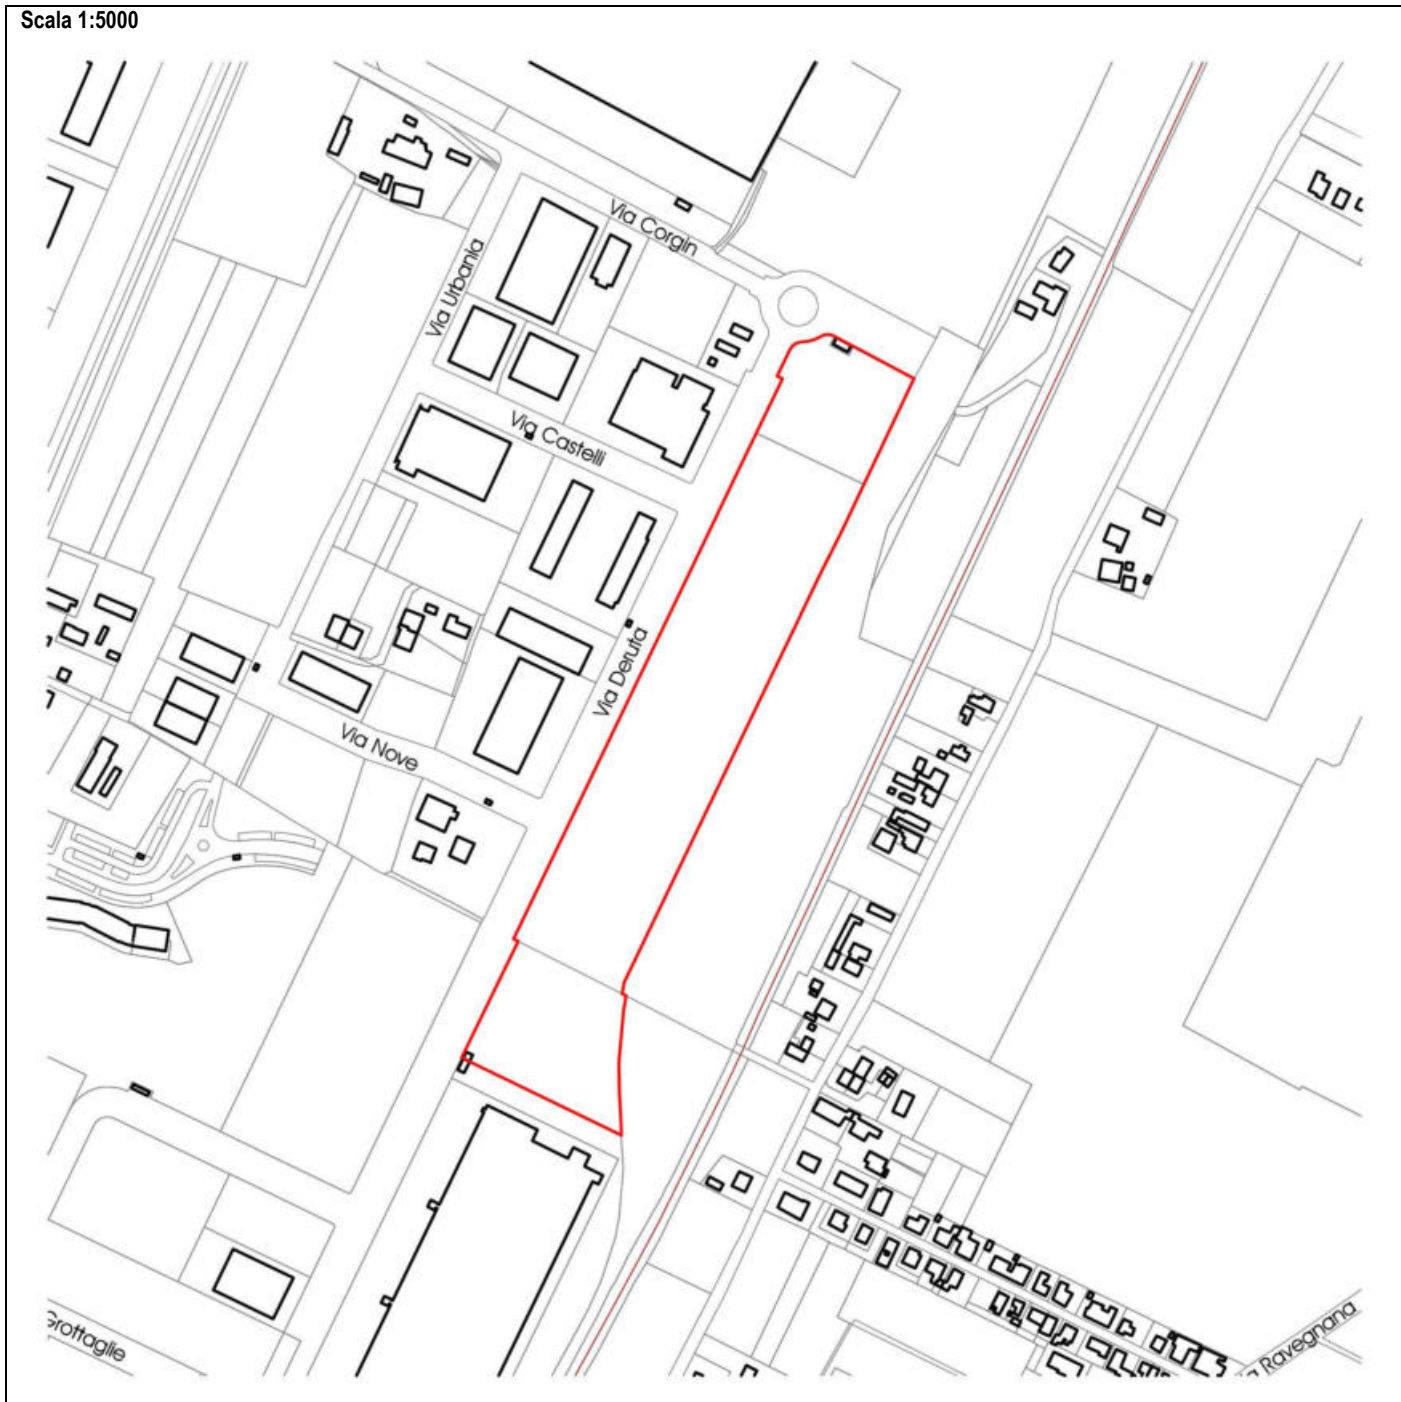 Scala 1:5000
Via Corgin
Via Urbania
Via Castelli
Via Deruta
Via Nove
Grottaglie
Ravegnana